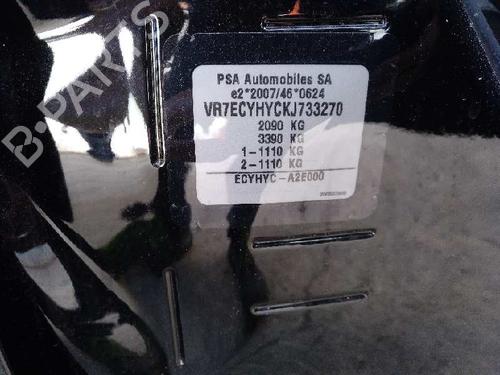 PSA Automobiles SA
e2*2007/46*0624
VR7ECYHYCKJ733270
2090 KG
3390 KG
1-1110 KG
2-1110 KG
ECYHYC-A2E000
B-PARTS